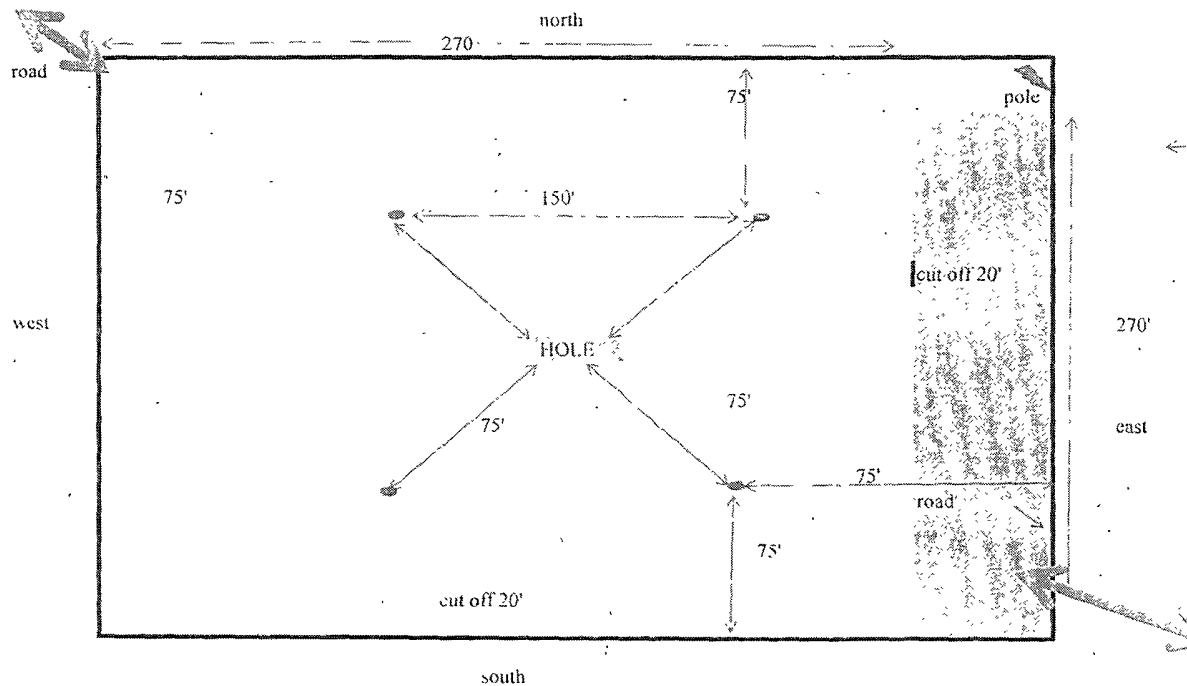 north
270
road
75'
pole
75'
150'
cut off 20'
west
HOLE
270'
75'
75'
east
75'
road
75'
cut off 20'
south